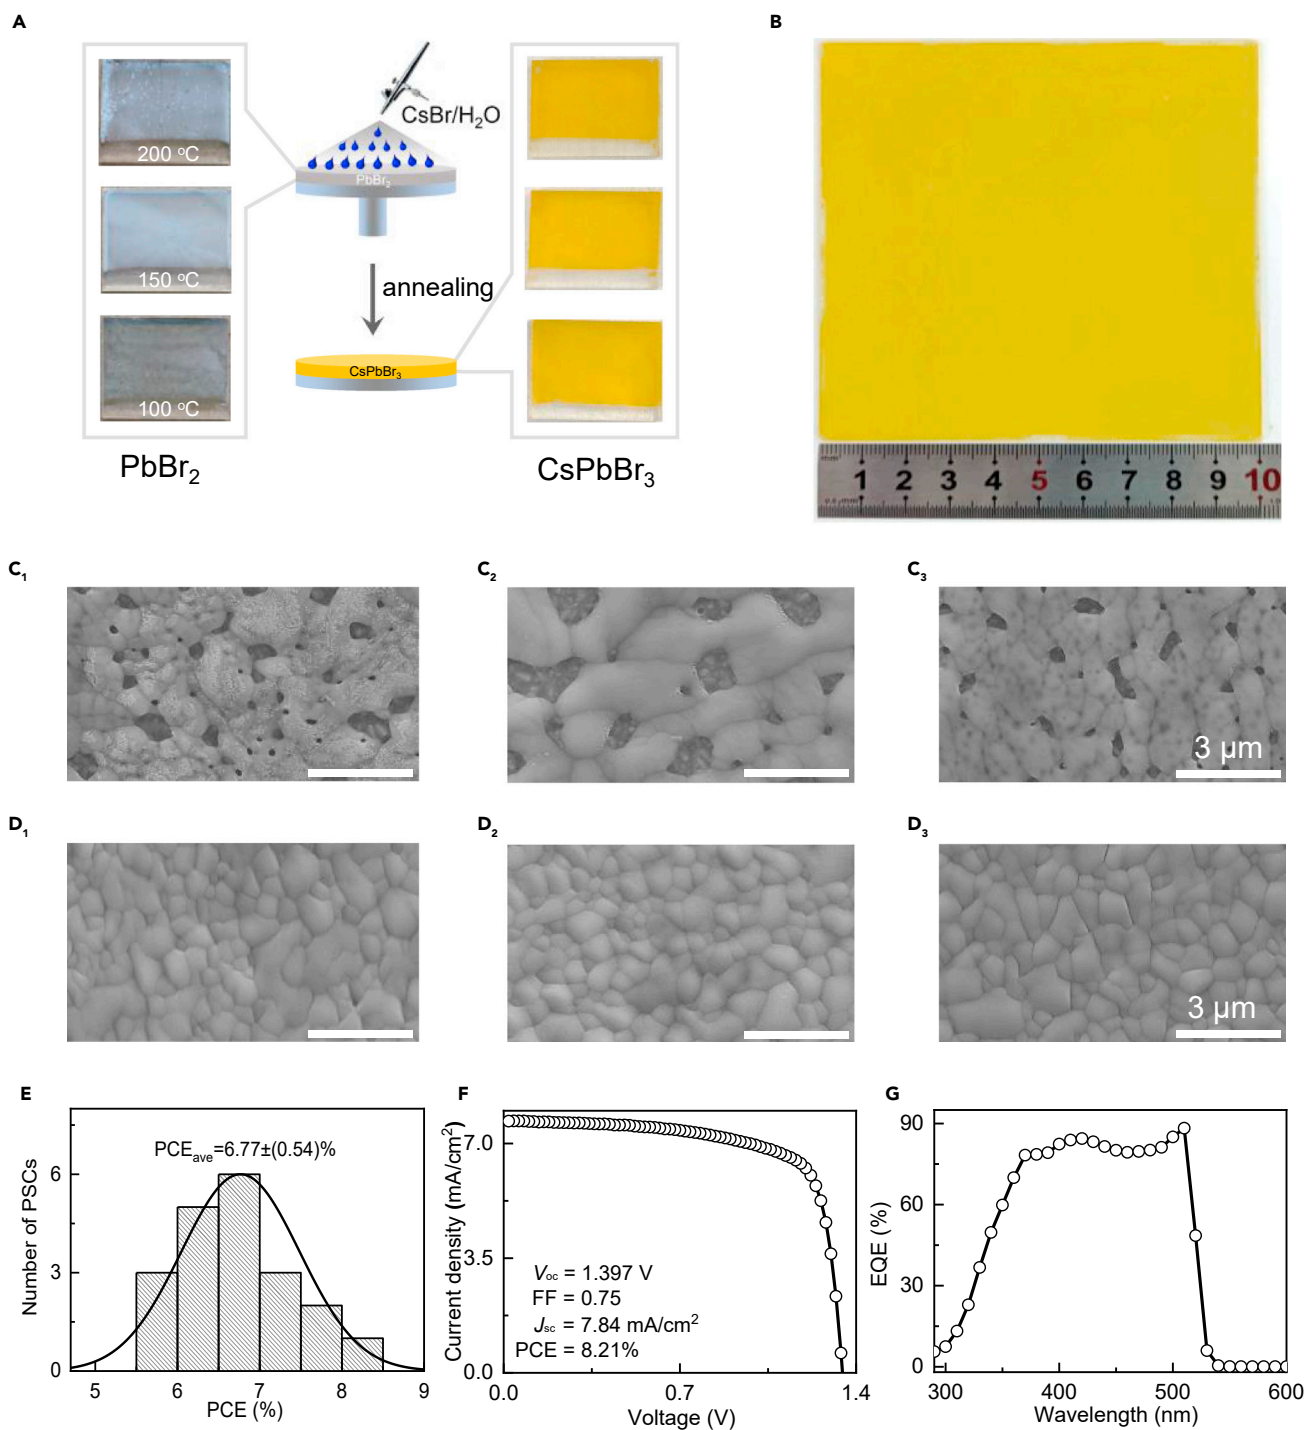 A
B
CsBr/H₂O
200 °C
PbBr₂
150 °C
annealing
CsPbBr₃
100 °C
PbBr₂
CsPbBr₃
1 2 3 4 5 6 7 8 9 10
C₁
C₂
C₃
3 µm
D₁
D₂
D₃
3 µm
E
PCEave=6.77±(0.54)%
Number of PSCs
6
3
0
5 6 7 8 9
PCE (%)
F
Current density (mA/cm²)
7.0
3.5
0.0
Voc = 1.397 V
FF = 0.75
Jsc = 7.84 mA/cm²
PCE = 8.21%
0.0 0.7 1.4
Voltage (V)
G
EQE (%)
90
60
30
0
300 400 500 600
Wavelength (nm)